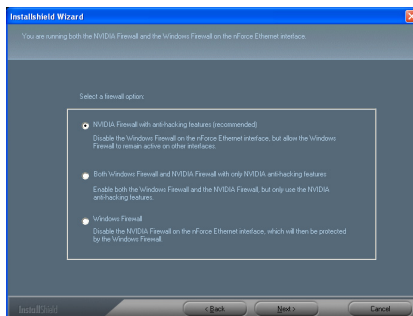 Installshield Wizard
You are running both the NVIDIA Firewall and the Windows Firewall on the nForce Ethernet interface.
Select a firewall option:
NVIDIA Firewall with anti-hacking features (recommended)
Disable the Windows Firewall on the nForce Ethernet interface, but allow the Windows
Firewall to remain active on other interfaces.
Both Windows Firewall and NVIDIA Firewall with only NVIDIA anti-hacking features
Enable both the Windows Firewall and the NVIDIA Firewall, but only use the NVIDIA
anti-hacking features.
Windows Firewall
Disable the NVIDIA Firewall on the nForce Ethernet interface, which will then be protected
by the Windows Firewall.
InstallShield
< Back
Next >
Cancel